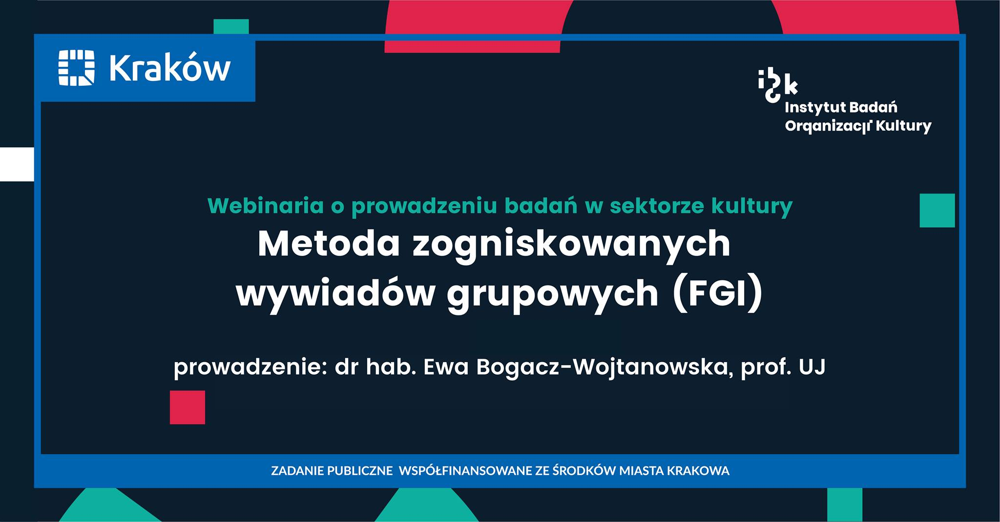 Kraków
ibok
Instytut Badań
Organizacji Kultury
Webinaria o prowadzeniu badań w sektorze kultury
Metoda zogniskowanych
wywiadów grupowych (FGI)
prowadzenie: dr hab. Ewa Bogacz-Wojtanowska, prof. UJ
ZADANIE PUBLICZNE WSPÓŁFINANSOWANE ZE ŚRODKÓW MIASTA KRAKOWA